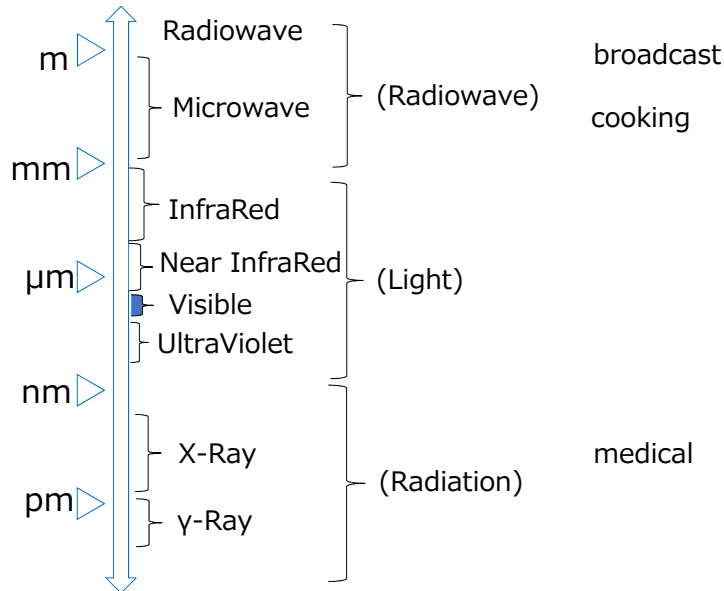 Radiowave
m
broadcast
Microwave
(Radiowave)
cooking
mm
InfraRed
Near InfraRed
μm
(Light)
Visible
UltraViolet
nm
X-Ray
medical
(Radiation)
pm
γ-Ray